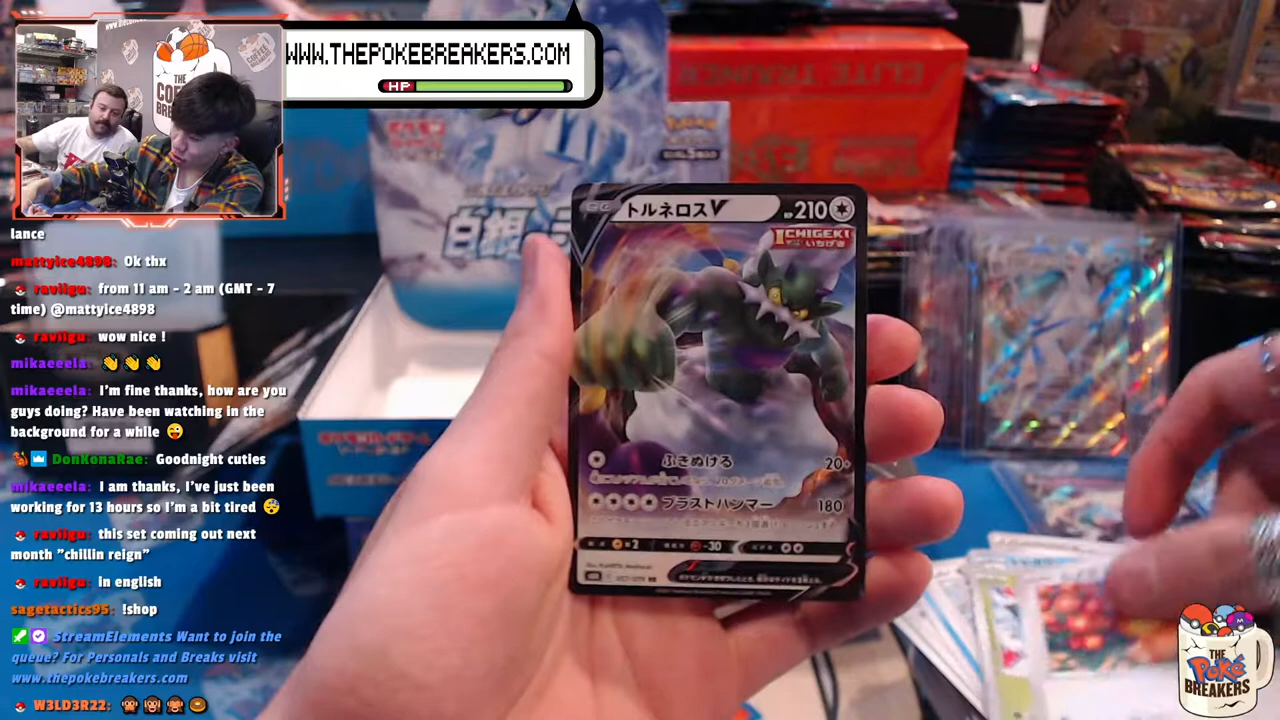 WWW.THEPOKEBREAKERS.COM
HP
THE
lance
mattyice4898: Ok thx
raviigu: from 11 am - 2 am (GMT - 7
time) @mattyice4898
raviigu: wow nice !
mikaeeela: 👏 👏 👏
mikaeeela: I'm fine thanks, how are you
guys doing? Have been watching in the
background for a while 😜
DonKonaRae: Goodnight cuties
mikaeeela: I am thanks, I've just been
working for 13 hours so I'm a bit tired 😴
raviigu: this set coming out next
month "chillin reign"
raviigu: in english
sagetactics95: !shop
StreamElements Want to join the
queue? For Personals and Breaks visit
www.thepokebreakers.com
W3LD3R22: 🙈 🙉 🙊 🍩
ELITE TRAINER
白銀
トルネロスV HP210
ICHIGEKI
いちげき
ふきぬける 20+
ブラストハンマー 180
×2 -30
THE
Poké
BREAKERS